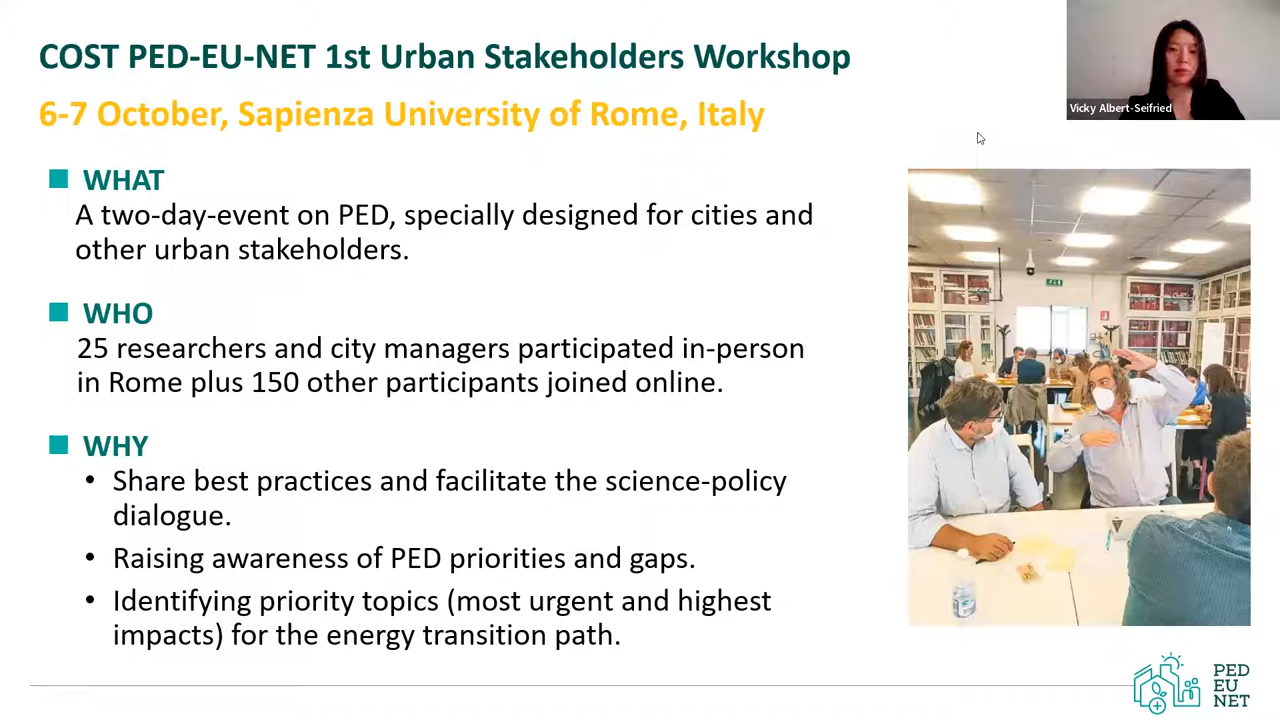 COST PED-EU-NET 1st Urban Stakeholders Workshop
6-7 October, Sapienza University of Rome, Italy
Vicky Albert-Seifried
WHAT
A two-day-event on PED, specially designed for cities and
other urban stakeholders.
WHO
25 researchers and city managers participated in-person
in Rome plus 150 other participants joined online.
WHY
• Share best practices and facilitate the science-policy
dialogue.
• Raising awareness of PED priorities and gaps.
• Identifying priority topics (most urgent and highest
impacts) for the energy transition path.
PED
EU
NET